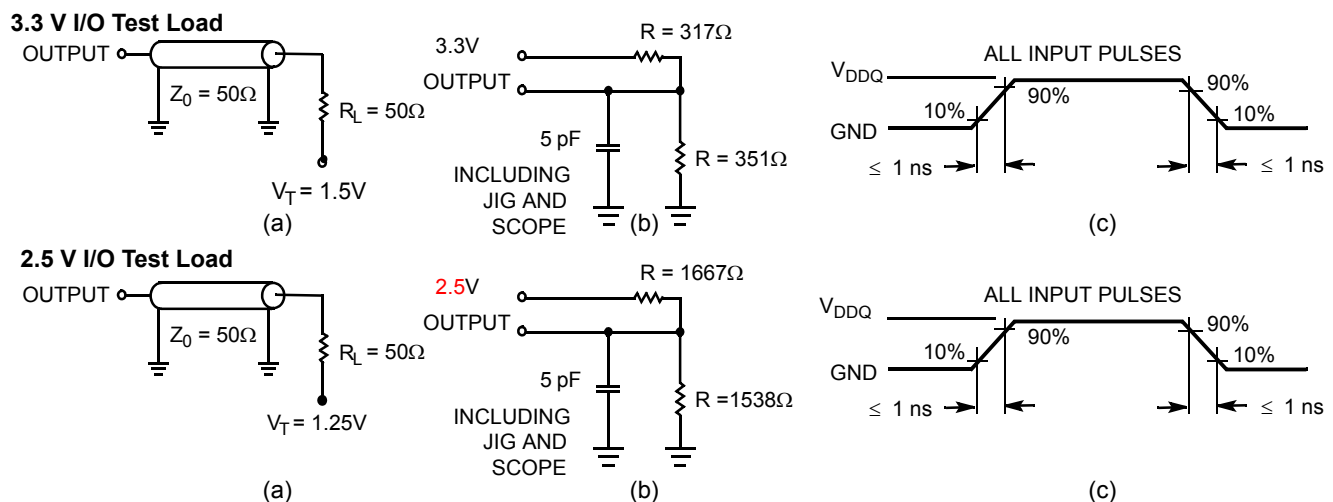 3.3 V I/O Test Load
OUTPUT
Z0 = 50Ω
RL = 50Ω
VT = 1.5V
(a)
3.3V
OUTPUT
R = 317Ω
5 pF
INCLUDING
JIG AND
SCOPE
R = 351Ω
(b)
ALL INPUT PULSES
VDDQ
GND
10%
90%
90%
10%
≤ 1 ns
≤ 1 ns
(c)
2.5 V I/O Test Load
OUTPUT
Z0 = 50Ω
RL = 50Ω
VT = 1.25V
(a)
2.5V
OUTPUT
R = 1667Ω
5 pF
INCLUDING
JIG AND
SCOPE
R =1538Ω
(b)
ALL INPUT PULSES
VDDQ
GND
10%
90%
90%
10%
≤ 1 ns
≤ 1 ns
(c)